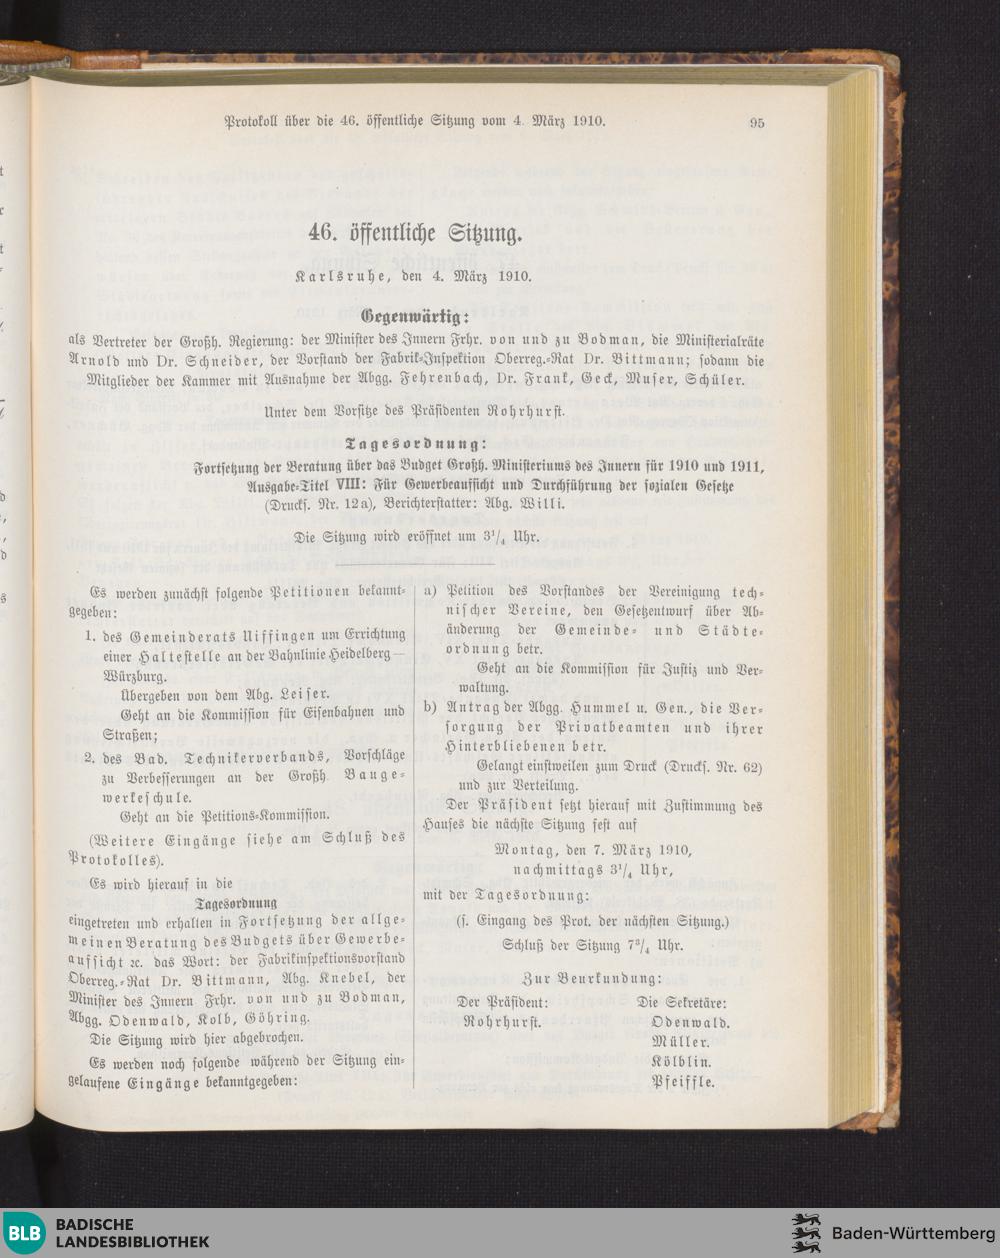 Protokoll über die 46. öffentliche Sitzung vom 4. März 1910.
95
46. öffentliche Sitzung.
Karlsruhe, den 4. März 1910.
Gegenwärtig:
als Vertreter der Großh. Regierung: der Minister des Innern Frhr. von und zu Bodman, die Ministerialräte
Arnold und Dr. Schneider, der Vorstand der Fabrik-Inspektion Oberreg.-Rat Dr. Bittmann; sodann die
Mitglieder der Kammer mit Ausnahme der Abgg. Fehrenbach, Dr. Frank, Geck, Muser, Schüler.
Unter dem Vorsitze des Präsidenten Rohrhurst.
Tagesordnung:
Fortsetzung der Beratung über das Budget Großh. Ministeriums des Innern für 1910 und 1911,
Ausgabe-Titel VIII: Für Gewerbeaufsicht und Durchführung der sozialen Gesetze
(Drucks. Nr. 12a), Berichterstatter: Abg. Willi.
Die Sitzung wird eröffnet um 3¹/₄ Uhr.
Es werden zunächst folgende Petitionen bekannt-
gegeben:
1. des Gemeinderats Uiffingen um Errichtung
einer Haltestelle an der Bahnlinie Heidelberg—
Würzburg.
Übergeben von dem Abg. Leiser.
Geht an die Kommission für Eisenbahnen und
Straßen;
2. des Bad. Technikerverbands, Vorschläge
zu Verbesserungen an der Großh. Bauge-
werkeschule.
Geht an die Petitions-Kommission.
(Weitere Eingänge siehe am Schluß des
Protokolles).
Es wird hierauf in die
Tagesordnung
eingetreten und erhalten in Fortsetzung der allge-
meinen Beratung des Budgets über Gewerbe-
aufsicht ꝛc. das Wort: der Fabrikinspektionsvorstand
Oberreg.-Rat Dr. Bittmann, Abg. Knebel, der
Minister des Innern Frhr. von und zu Bodman,
Abgg. Odenwald, Kolb, Göhring.
Die Sitzung wird hier abgebrochen.
Es werden noch folgende während der Sitzung ein-
gelaufene Eingänge bekanntgegeben:
a) Petition des Vorstandes der Vereinigung tech-
nischer Vereine, den Gesetzentwurf über Ab-
änderung der Gemeinde- und Städte-
ordnung betr.
Geht an die Kommission für Justiz und Ver-
waltung.
b) Antrag der Abgg. Hummel u. Gen., die Ver-
sorgung der Privatbeamten und ihrer
Hinterbliebenen betr.
Gelangt einstweilen zum Druck (Drucks. Nr. 62)
und zur Verteilung.
Der Präsident setzt hierauf mit Zustimmung des
Hauses die nächste Sitzung fest auf
Montag, den 7. März 1910,
nachmittags 3¹/₄ Uhr,
mit der Tagesordnung:
(s. Eingang des Prot. der nächsten Sitzung.)
Schluß der Sitzung 7³/₄ Uhr.
Zur Beurkundung:
Der Präsident:
Rohrhurst.
Die Sekretäre:
Odenwald.
Müller.
Kölblin.
Pfeiffle.
BLB
BADISCHE
LANDESBIBLIOTHEK
Baden-Württemberg